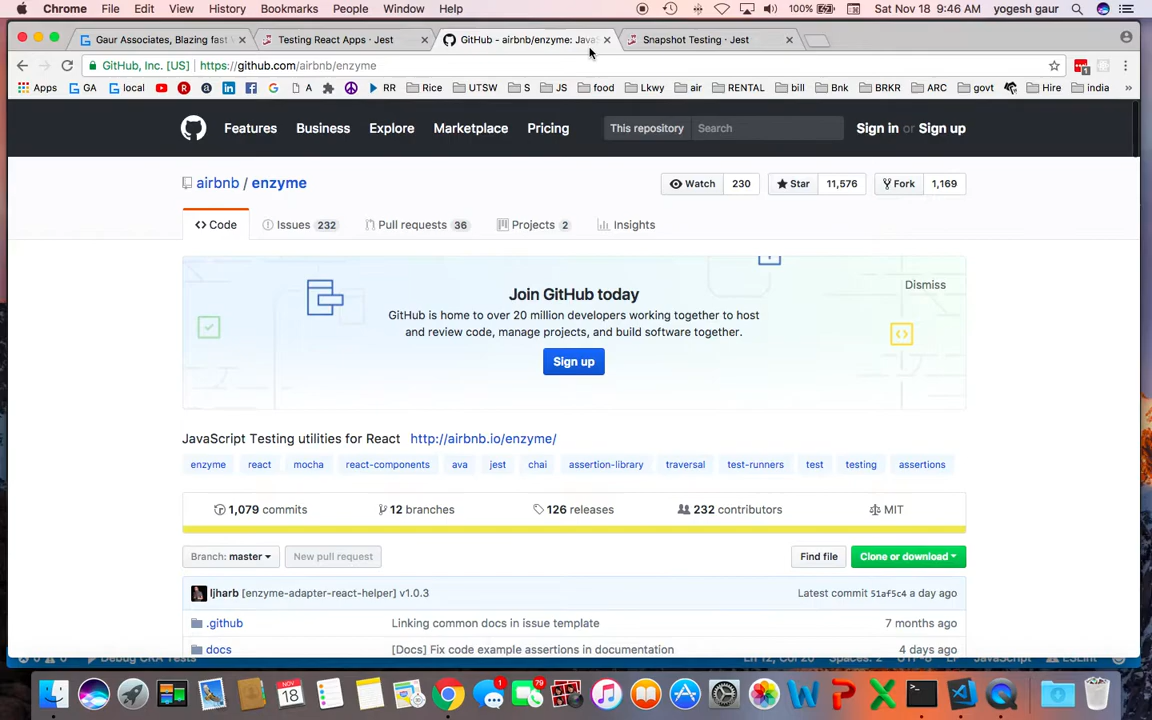 Chrome File Edit View History Bookmarks People Window Help 100% Sat Nov 18 9:46 AM yogesh gaur
Gaur Associates, Blazing fast Testing React Apps · Jest GitHub - airbnb/enzyme: Java Snapshot Testing · Jest
GitHub, Inc. [US] https://github.com/airbnb/enzyme
Apps GA local A RR Rice UTSW S JS food Lkwy air RENTAL bill Bnk BRKR ARC govt Hire india »
Features Business Explore Marketplace Pricing This repository Search Sign in or Sign up
airbnb / enzyme Watch 230 Star 11,576 Fork 1,169
Code Issues 232 Pull requests 36 Projects 2 Insights
Dismiss
Join GitHub today
GitHub is home to over 20 million developers working together to host
and review code, manage projects, and build software together.
Sign up
JavaScript Testing utilities for React http://airbnb.io/enzyme/
enzyme react mocha react-components ava jest chai assertion-library traversal test-runners test testing assertions
1,079 commits 12 branches 126 releases 232 contributors MIT
Branch: master New pull request Find file Clone or download
ljharb [enzyme-adapter-react-helper] v1.0.3 Latest commit 51af5c4 a day ago
.github Linking common docs in issue template 7 months ago
docs [Docs] Fix code example assertions in documentation 4 days ago
Debug CRA Tests
NOV 18 1 79